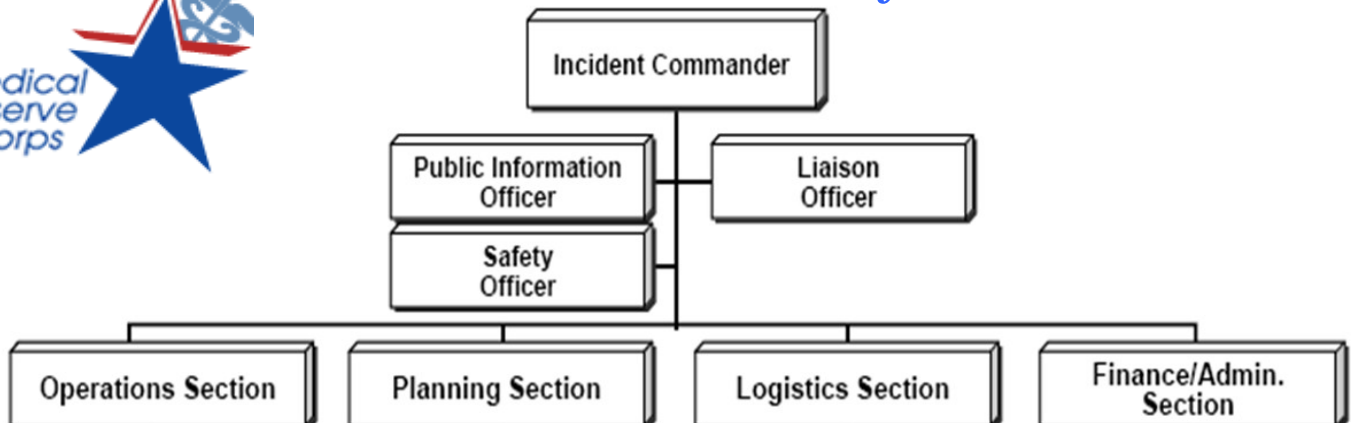 edical
serve
orps
Incident Commander
Public Information
Officer
Liaison
Officer
Safety
Officer
Operations Section
Planning Section
Logistics Section
Finance/Admin.
Section